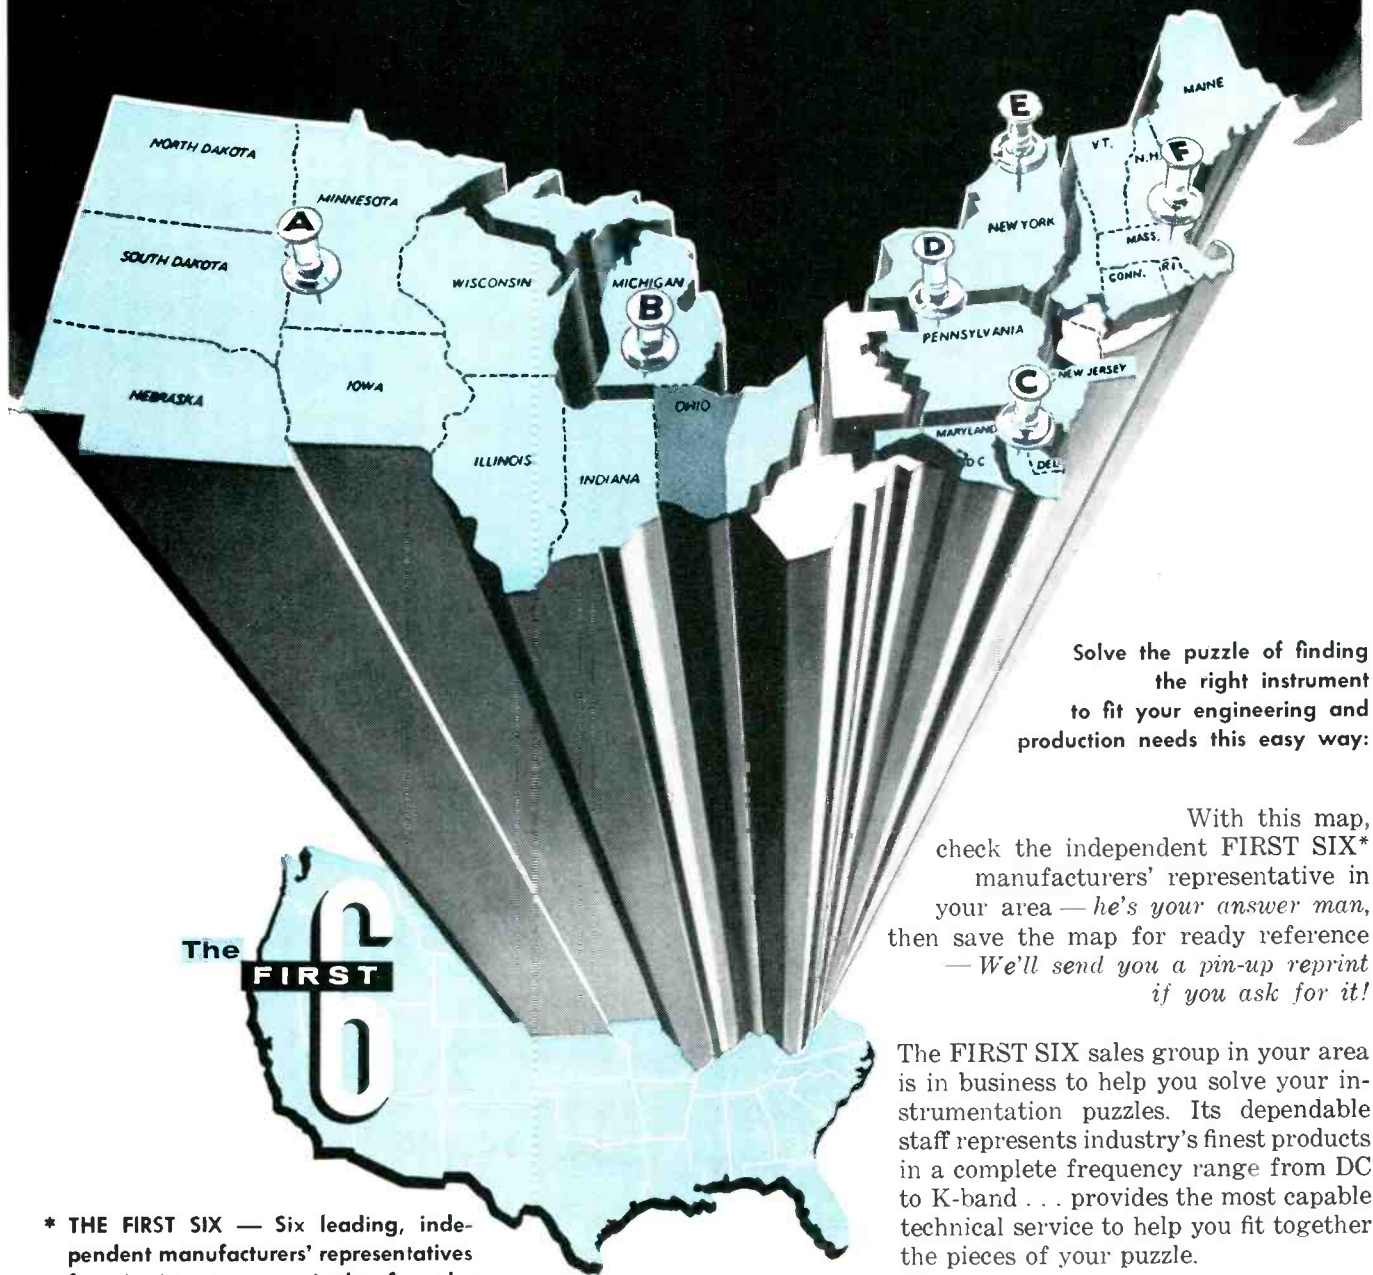 MAINE
E
VT.
N.H.
F
NORTH DAKOTA
MINNESOTA
A
NEW YORK
MASS.
D
SOUTH DAKOTA
WISCONSIN
MICHIGAN
CONN.
R.I.
B
PENNSYLVANIA
NEW JERSEY
C
NEBRASKA
IOWA
OHIO
MARYLAND
D C
DEL.
ILLINOIS
INDIANA
Solve the puzzle of finding
the right instrument
to fit your engineering and
production needs this easy way:
With this map,
check the independent FIRST SIX*
manufacturers' representative in
your area — he's your answer man,
then save the map for ready reference
— We'll send you a pin-up reprint
if you ask for it!
The
FIRST
6
The FIRST SIX sales group in your area
is in business to help you solve your in-
strumentation puzzles. Its dependable
staff represents industry's finest products
in a complete frequency range from DC
to K-band . . . provides the most capable
technical service to help you fit together
the pieces of your puzzle.
* THE FIRST SIX — Six leading, inde-
pendent manufacturers' representatives